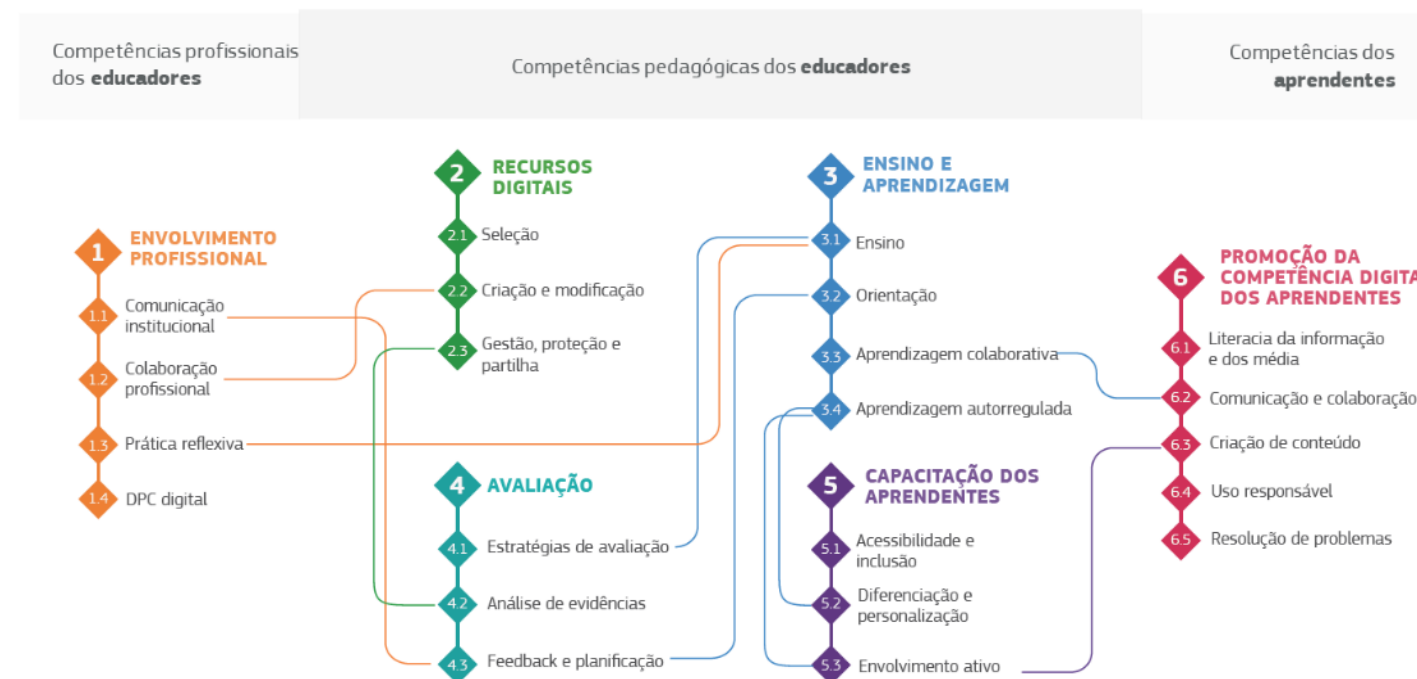 Competências profissionais
dos educadores
Competências pedagógicas dos educadores
Competências dos
aprendentes
1
ENVOLVIMENTO
PROFISSIONAL
1.1
Comunicação
institucional
1.2
Colaboração
profissional
1.3
Prática reflexiva
1.4
DPC digital
2
RECURSOS
DIGITAIS
2.1
Seleção
2.2
Criação e modificação
2.3
Gestão, proteção e
partilha
3
ENSINO E
APRENDIZAGEM
3.1
Ensino
3.2
Orientação
3.3
Aprendizagem colaborativa
3.4
Aprendizagem autorregulada
4
AVALIAÇÃO
4.1
Estratégias de avaliação
4.2
Análise de evidências
4.3
Feedback e planificação
5
CAPACITAÇÃO DOS
APRENDENTES
5.1
Acessibilidade e
inclusão
5.2
Diferenciação e
personalização
5.3
Envolvimento ativo
6
PROMOÇÃO DA
COMPETÊNCIA DIGITA
DOS APRENDENTES
6.1
Literacia da informação
e dos média
6.2
Comunicação e colaboração
6.3
Criação de conteúdo
6.4
Uso responsável
6.5
Resolução de problemas